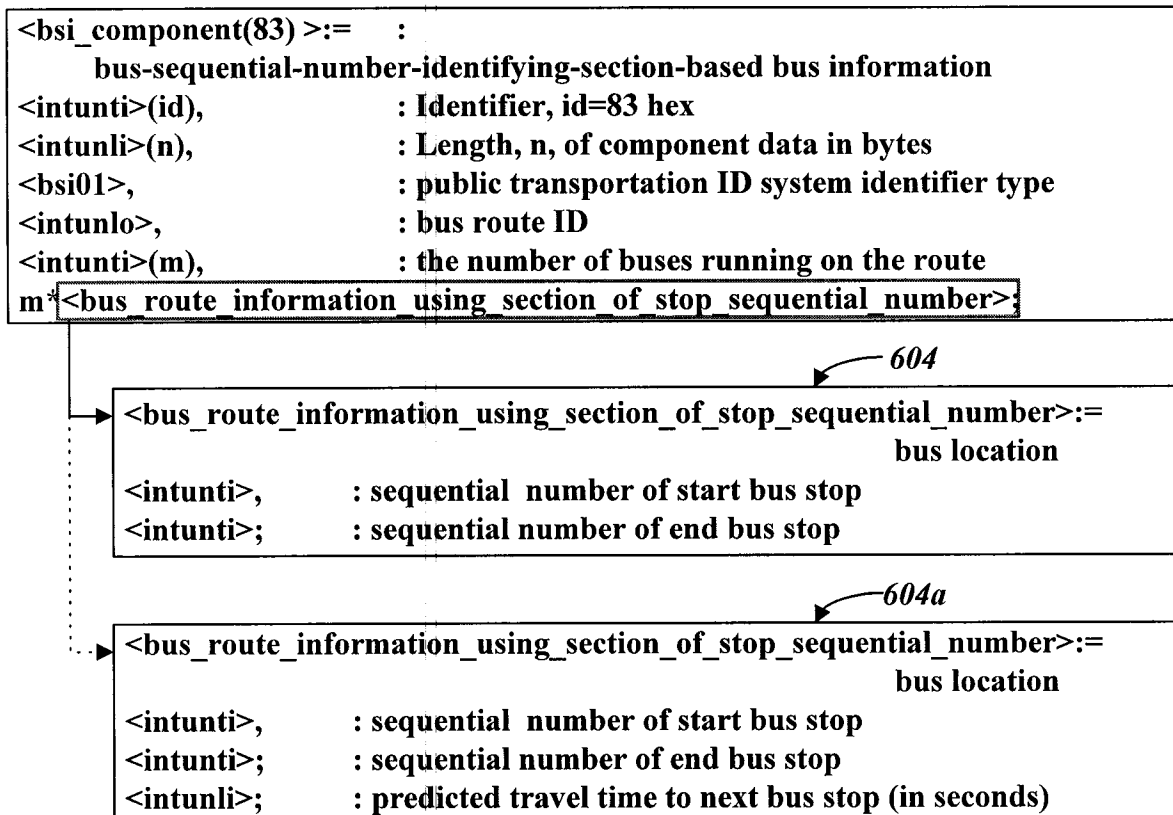 <bsi_component(83) >:= :
bus-sequential-number-identifying-section-based bus information
<intunti>(id), : Identifier, id=83 hex
<intunli>(n), : Length, n, of component data in bytes
<bsi01>, : public transportation ID system identifier type
<intunlo>, : bus route ID
<intunti>(m), : the number of buses running on the route
m*<bus_route_information_using_section_of_stop_sequential_number>;
604
<bus_route_information_using_section_of_stop_sequential_number>:=
bus location
<intunti>, : sequential number of start bus stop
<intunti>; : sequential number of end bus stop
604a
<bus_route_information_using_section_of_stop_sequential_number>:=
bus location
<intunti>, : sequential number of start bus stop
<intunti>; : sequential number of end bus stop
<intunli>; : predicted travel time to next bus stop (in seconds)